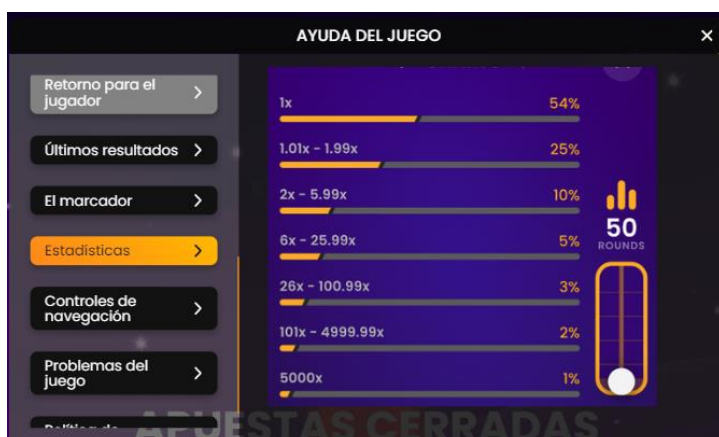 AYUDA DEL JUEGO
Retorno para el
jugador
Últimos resultados
El marcador
Estadísticas
Controles de
navegación
Problemas del
juego
1x 54%
1.01x - 1.99x 25%
2x - 5.99x 10%
6x - 25.99x 5%
26x - 100.99x 3%
101x - 4999.99x 2%
5000x 1%
50
ROUNDS
APUESTAS CERRADAS